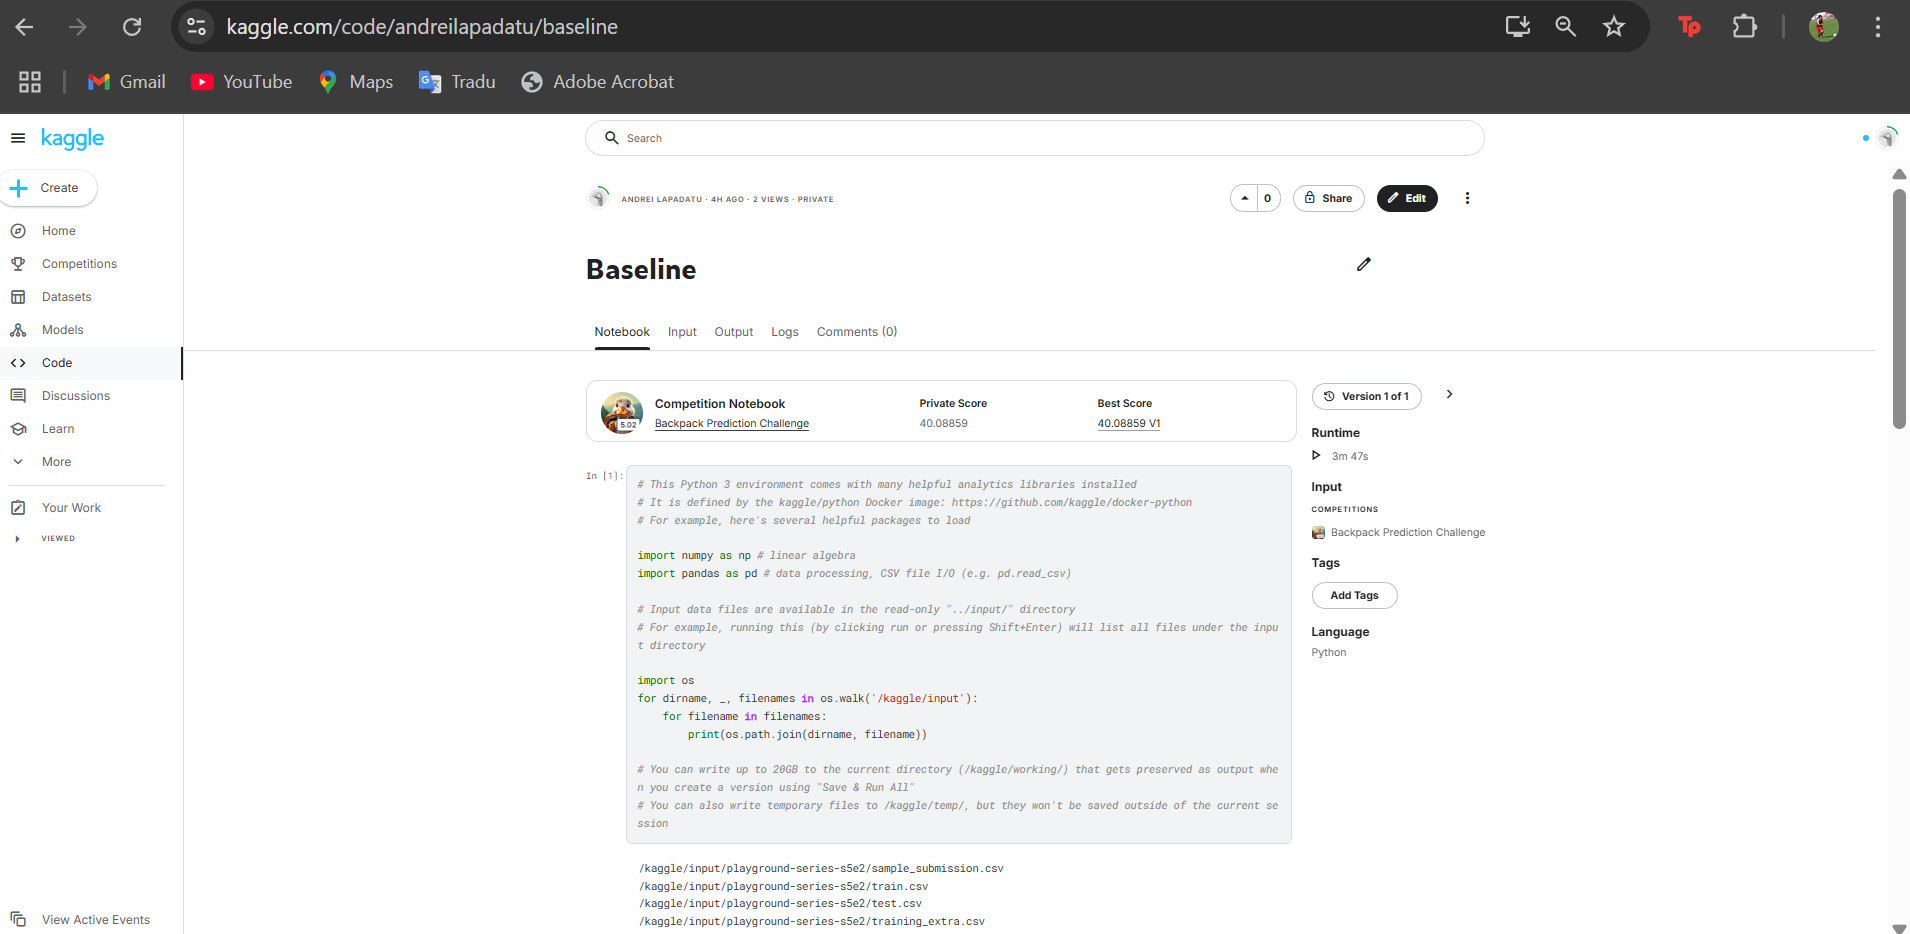 kaggle.com/code/andreilapadatu/baseline
Tp
Gmail
YouTube
Maps
Tradu
Adobe Acrobat
kaggle
Search
Create
Home
Competitions
Datasets
Models
Code
Discussions
Learn
More
Your Work
VIEWED
View Active Events
ANDREI LAPADATU · 4H AGO · 2 VIEWS · PRIVATE
0
Share
Edit
Baseline
Notebook
Input
Output
Logs
Comments (0)
5.02
Competition Notebook
Backpack Prediction Challenge
Private Score
40.08859
Best Score
40.08859 V1
Version 1 of 1
Runtime
3m 47s
Input
COMPETITIONS
Backpack Prediction Challenge
Tags
Add Tags
Language
Python
In [1]:
# This Python 3 environment comes with many helpful analytics libraries installed
# It is defined by the kaggle/python Docker image: https://github.com/kaggle/docker-python
# For example, here's several helpful packages to load
import numpy as np # linear algebra
import pandas as pd # data processing, CSV file I/O (e.g. pd.read_csv)
# Input data files are available in the read-only "../input/" directory
# For example, running this (by clicking run or pressing Shift+Enter) will list all files under the inpu
t directory
import os
for dirname, _, filenames in os.walk('/kaggle/input'):
    for filename in filenames:
        print(os.path.join(dirname, filename))
# You can write up to 20GB to the current directory (/kaggle/working/) that gets preserved as output whe
n you create a version using "Save & Run All"
# You can also write temporary files to /kaggle/temp/, but they won't be saved outside of the current se
ssion
/kaggle/input/playground-series-s5e2/sample_submission.csv
/kaggle/input/playground-series-s5e2/train.csv
/kaggle/input/playground-series-s5e2/test.csv
/kaggle/input/playground-series-s5e2/training_extra.csv